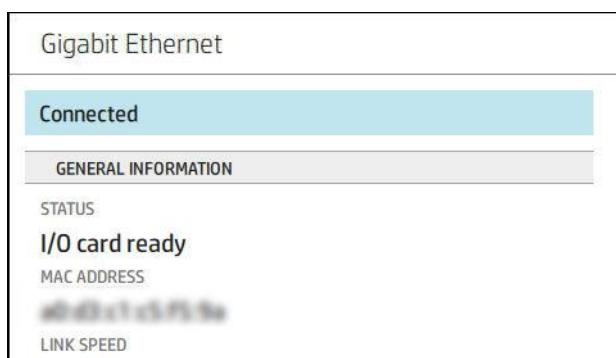 Gigabit Ethernet
Connected
GENERAL INFORMATION
STATUS
I/O card ready
MAC ADDRESS
LINK SPEED